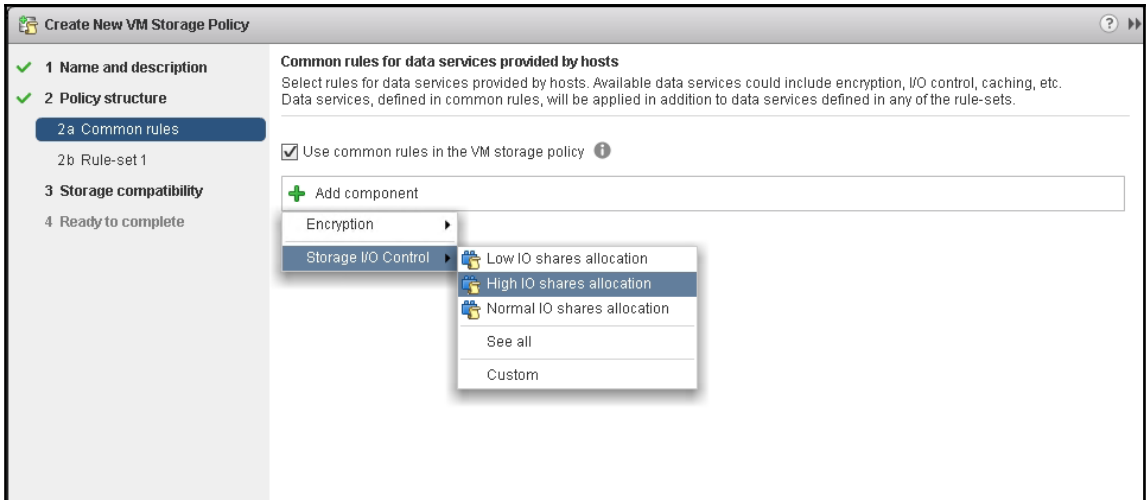 Create New VM Storage Policy
?
1 Name and description
2 Policy structure
2a Common rules
2b Rule-set 1
3 Storage compatibility
4 Ready to complete
Common rules for data services provided by hosts
Select rules for data services provided by hosts. Available data services could include encryption, I/O control, caching, etc.
Data services, defined in common rules, will be applied in addition to data services defined in any of the rule-sets.
Use common rules in the VM storage policy
Add component
Encryption
Storage I/O Control
Low IO shares allocation
High IO shares allocation
Normal IO shares allocation
See all
Custom